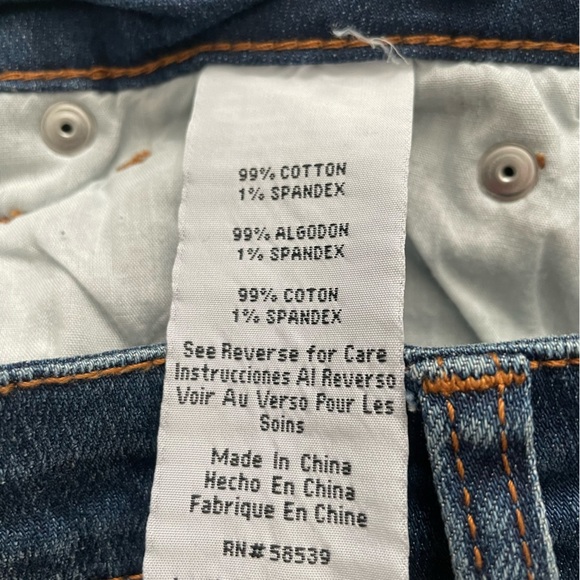 99% COTTON
1% SPANDEX
99% ALGODON
1% SPANDEX
99% COTON
1% SPANDEX
See Reverse for Care
Instrucciones Al Reverso
Voir Au Verso Pour Les
Soins
Made In China
Hecho En China
Fabrique En Chine
RN# 58539